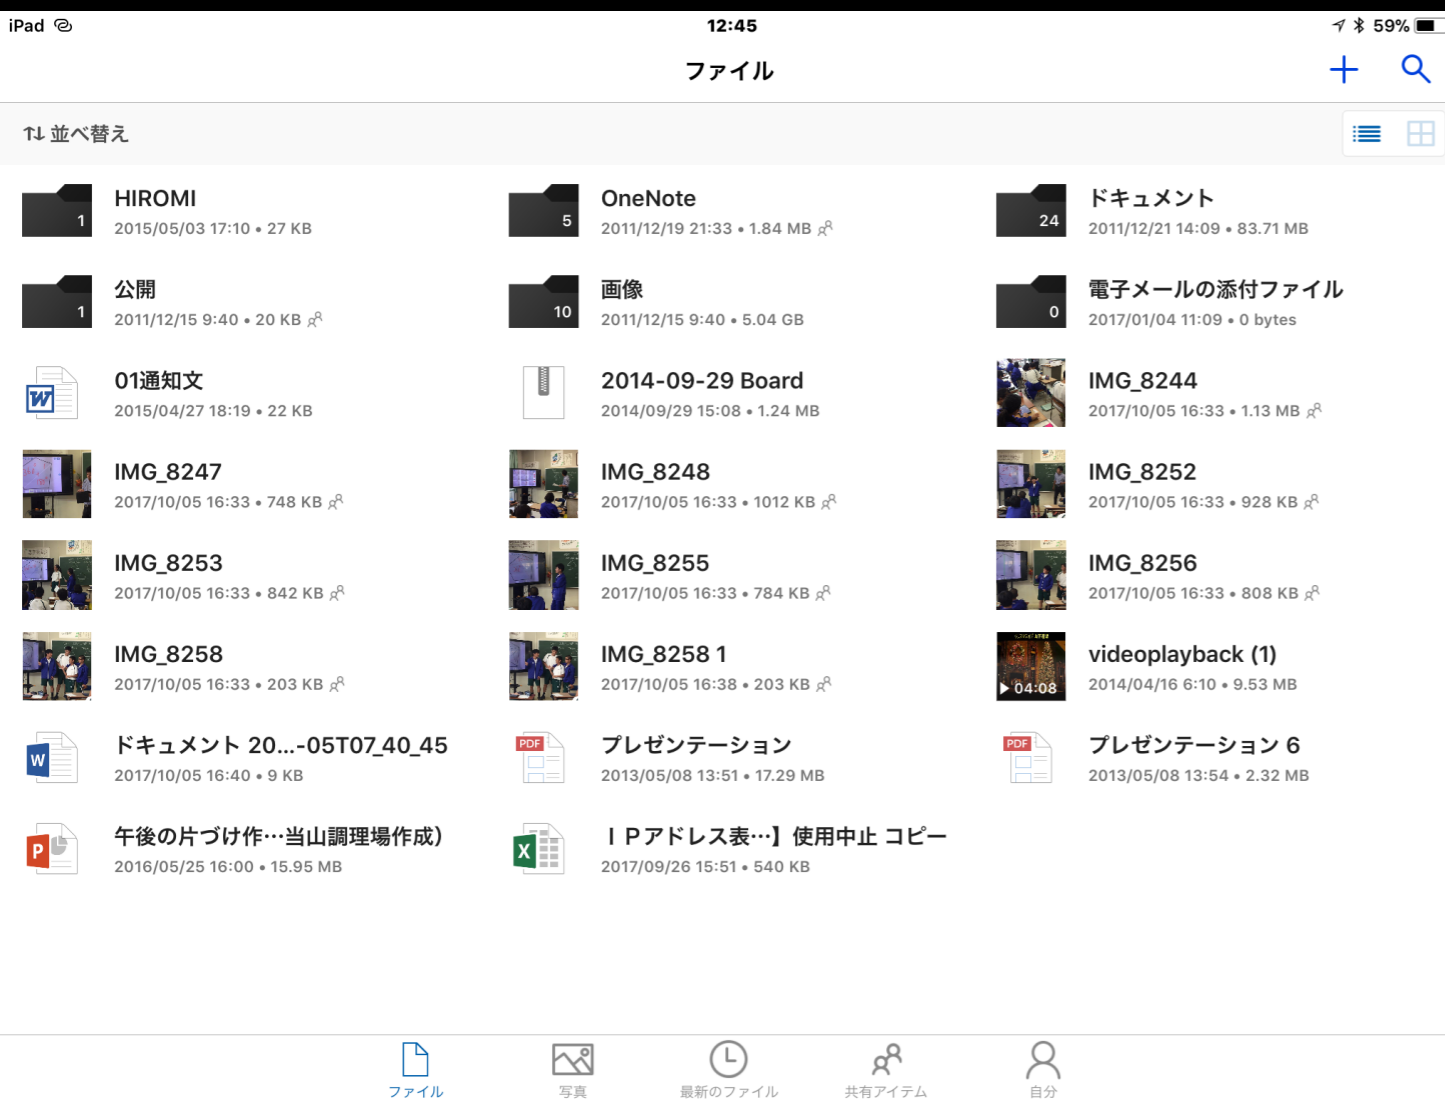 iPad 12:45 59%
ファイル
並べ替え
1 HIROMI
2015/05/03 17:10 • 27 KB
5 OneNote
2011/12/19 21:33 • 1.84 MB
24 ドキュメント
2011/12/21 14:09 • 83.71 MB
1 公開
2011/12/15 9:40 • 20 KB
10 画像
2011/12/15 9:40 • 5.04 GB
0 電子メールの添付ファイル
2017/01/04 11:09 • 0 bytes
W 01通知文
2015/04/27 18:19 • 22 KB
2014-09-29 Board
2014/09/29 15:08 • 1.24 MB
IMG_8244
2017/10/05 16:33 • 1.13 MB
IMG_8247
2017/10/05 16:33 • 748 KB
IMG_8248
2017/10/05 16:33 • 1012 KB
IMG_8252
2017/10/05 16:33 • 928 KB
IMG_8253
2017/10/05 16:33 • 842 KB
IMG_8255
2017/10/05 16:33 • 784 KB
IMG_8256
2017/10/05 16:33 • 808 KB
IMG_8258
2017/10/05 16:33 • 203 KB
IMG_8258 1
2017/10/05 16:38 • 203 KB
04:08 videoplayback (1)
2014/04/16 6:10 • 9.53 MB
W ドキュメント 20...-05T07_40_45
2017/10/05 16:40 • 9 KB
PDF プレゼンテーション
2013/05/08 13:51 • 17.29 MB
PDF プレゼンテーション 6
2013/05/08 13:54 • 2.32 MB
P 午後の片づけ作…当山調理場作成）
2016/05/25 16:00 • 15.95 MB
X ＩＰアドレス表…】使用中止 コピー
2017/09/26 15:51 • 540 KB
ファイル 写真 最新のファイル 共有アイテム 自分